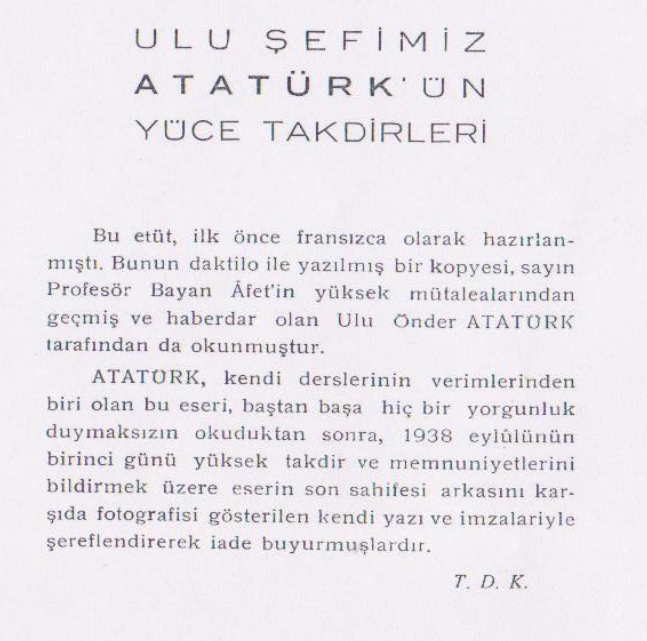 ULU ŞEFİMİZ
ATATÜRK'ÜN
YÜCE TAKDİRLERİ
Bu etüt, ilk önce fransızca olarak hazırlan-
mıştı. Bunun daktilo ile yazılmış bir kopyesi, sayın
Profesör Bayan Âfet'in yüksek mütalealarından
geçmiş ve haberdar olan Ulu Önder ATATÜRK
tarafından da okunmuştur.
ATATÜRK, kendi derslerinin verimlerinden
biri olan bu eseri, baştan başa hiç bir yorgunluk
duymaksızın okuduktan sonra, 1938 eylûlünün
birinci günü yüksek takdir ve memnuniyetlerini
bildirmek üzere eserin son sahifesi arkasını kar-
şıda fotografisi gösterilen kendi yazı ve imzalariyle
şereflendirerek iade buyurmuşlardır.
T. D. K.